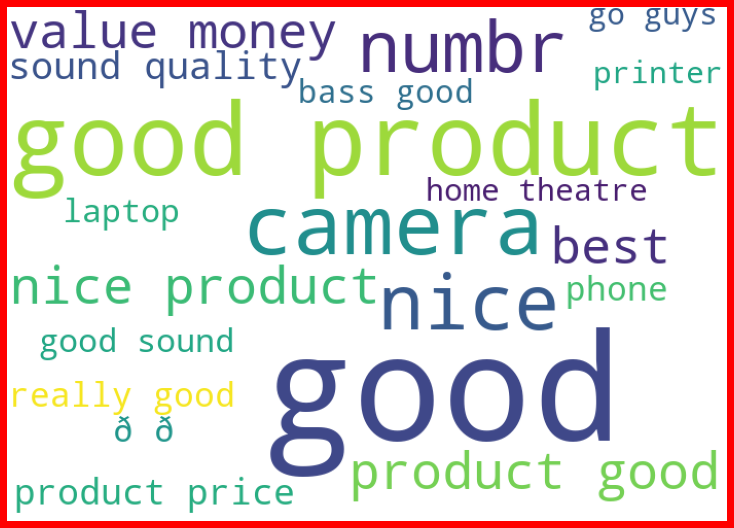 value money
numbr
go guys
sound quality
printer
bass good
good product
home theatre
laptop
camera
best
nice product
nice
phone
good sound
good
really good
ð ð
product good
product price